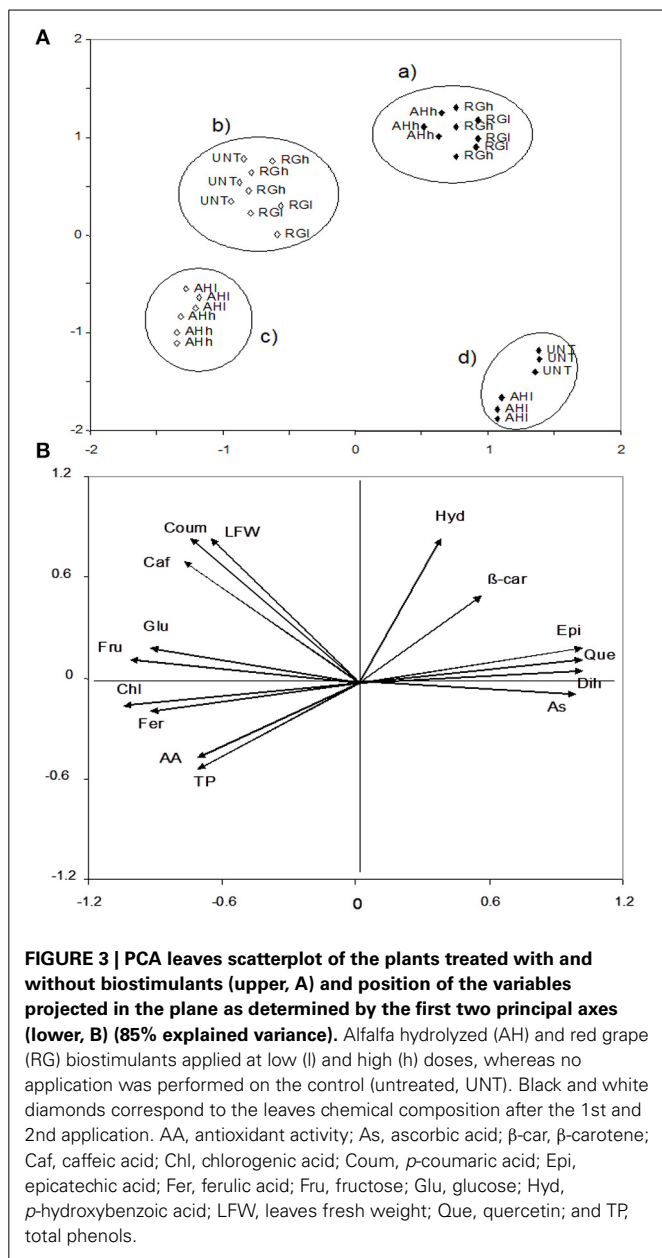 A
2
1
0
-1
-2
-2
-1
0
1
2
a)
AHh
RGh
RGl
AHh
RGh
RGl
AHh
RGl
RGh
b)
UNT
RGh
RGh
UNT
RGh
UNT
RGl
RGl
RGl
c)
AHl
AHl
AHl
AHh
AHh
AHh
d)
UNT
UNT
UNT
AHl
AHl
AHl
B
1.2
0.6
0
-0.6
-1.2
-1.2
-0.6
0
0.6
1.2
Coum
LFW
Caf
Glu
Fru
Chl
Fer
AA
TP
Hyd
ß-car
Epi
Que
Dih
As
FIGURE 3 | PCA leaves scatterplot of the plants treated with and
without biostimulants (upper, A) and position of the variables
projected in the plane as determined by the first two principal axes
(lower, B) (85% explained variance). Alfalfa hydrolyzed (AH) and red grape
(RG) biostimulants applied at low (l) and high (h) doses, whereas no
application was performed on the control (untreated, UNT). Black and white
diamonds correspond to the leaves chemical composition after the 1st and
2nd application. AA, antioxidant activity; As, ascorbic acid; β-car, β-carotene;
Caf, caffeic acid; Chl, chlorogenic acid; Coum, p-coumaric acid; Epi,
epicatechic acid; Fer, ferulic acid; Fru, fructose; Glu, glucose; Hyd,
p-hydroxybenzoic acid; LFW, leaves fresh weight; Que, quercetin; and TP,
total phenols.